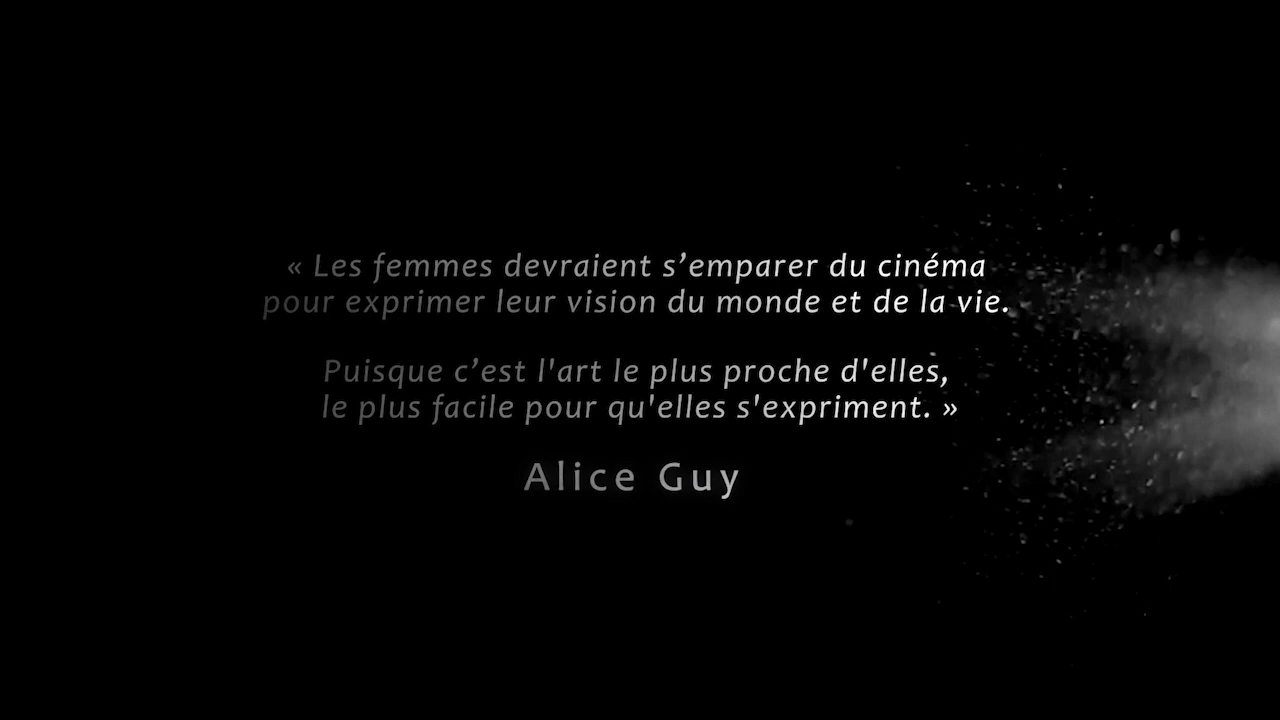 « Les femmes devraient s’emparer du cinéma
pour exprimer leur vision du monde et de la vie.
Puisque c’est l'art le plus proche d'elles,
le plus facile pour qu'elles s'expriment. »
Alice Guy